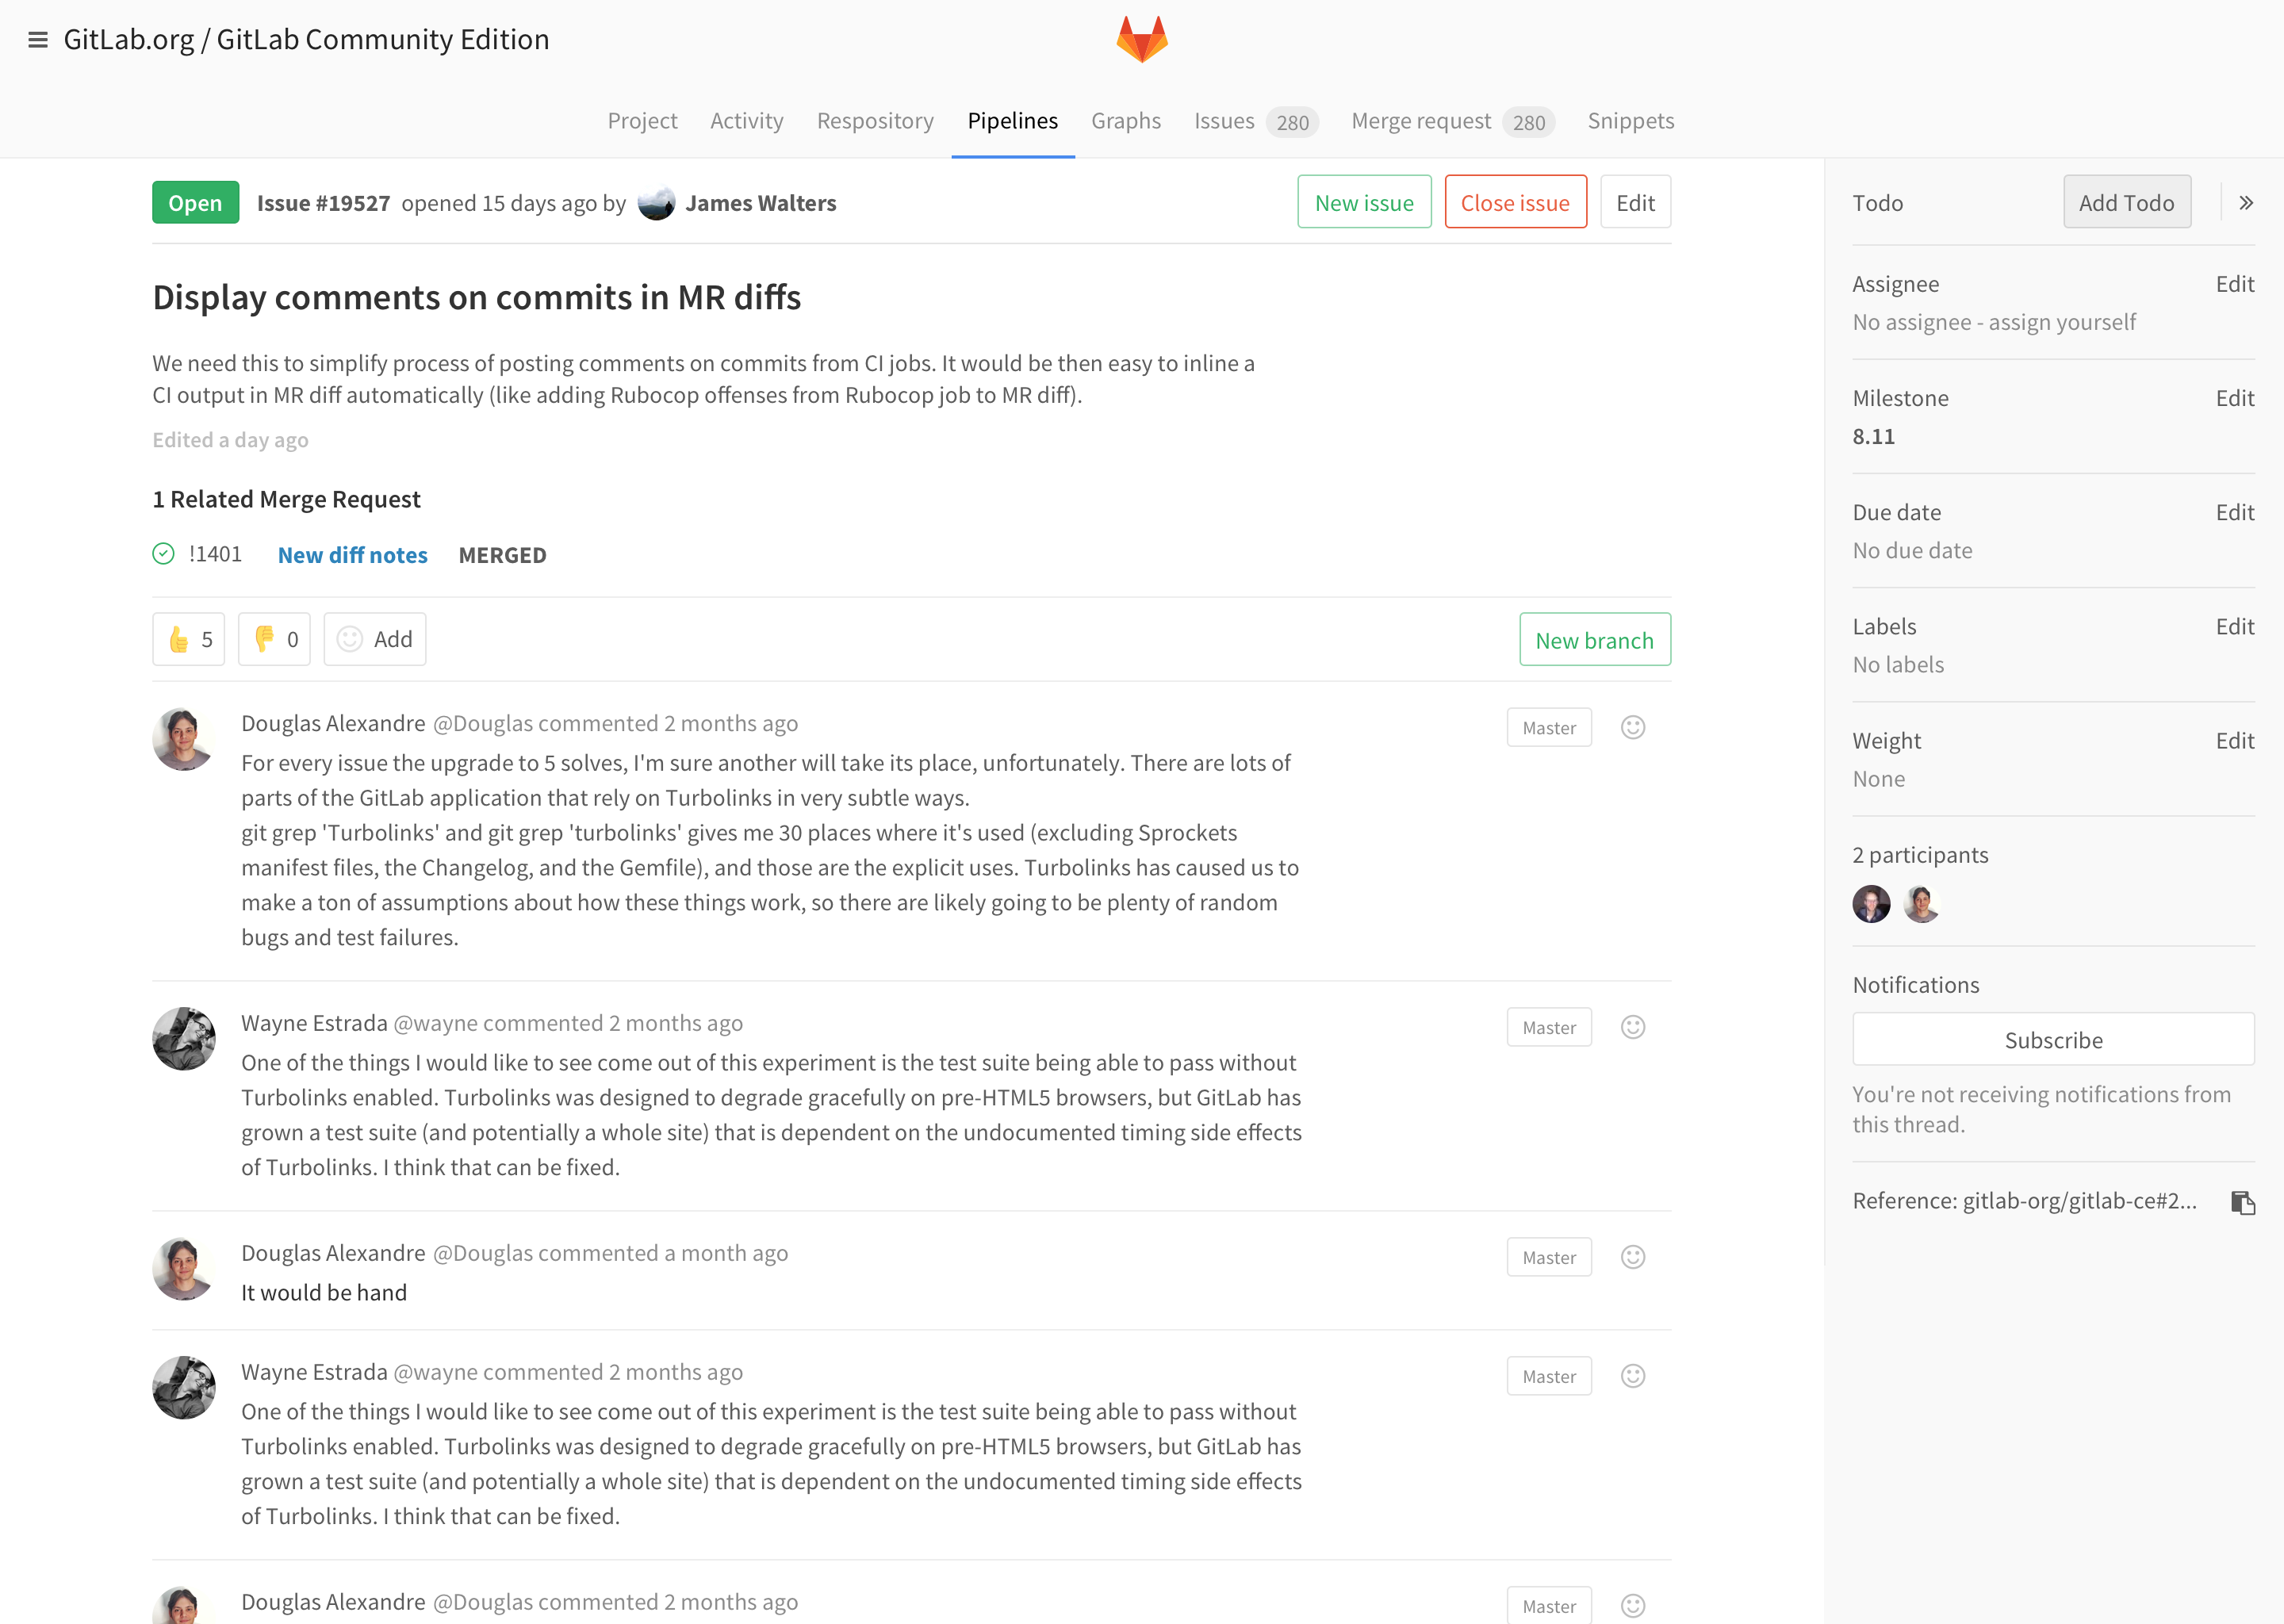 GitLab.org / GitLab Community Edition
Project Activity Respository Pipelines Graphs Issues 280 Merge request 280 Snippets
Open Issue #19527 opened 15 days ago by James Walters New issue Close issue Edit
Display comments on commits in MR diffs
We need this to simplify process of posting comments on commits from CI jobs. It would be then easy to inline a
CI output in MR diff automatically (like adding Rubocop offenses from Rubocop job to MR diff).
Edited a day ago
1 Related Merge Request
!1401 New diff notes MERGED
5 0 Add New branch
Douglas Alexandre @Douglas commented 2 months ago Master
For every issue the upgrade to 5 solves, I'm sure another will take its place, unfortunately. There are lots of
parts of the GitLab application that rely on Turbolinks in very subtle ways.
git grep 'Turbolinks' and git grep 'turbolinks' gives me 30 places where it's used (excluding Sprockets
manifest files, the Changelog, and the Gemfile), and those are the explicit uses. Turbolinks has caused us to
make a ton of assumptions about how these things work, so there are likely going to be plenty of random
bugs and test failures.
Wayne Estrada @wayne commented 2 months ago Master
One of the things I would like to see come out of this experiment is the test suite being able to pass without
Turbolinks enabled. Turbolinks was designed to degrade gracefully on pre-HTML5 browsers, but GitLab has
grown a test suite (and potentially a whole site) that is dependent on the undocumented timing side effects
of Turbolinks. I think that can be fixed.
Douglas Alexandre @Douglas commented a month ago Master
It would be hand
Wayne Estrada @wayne commented 2 months ago Master
One of the things I would like to see come out of this experiment is the test suite being able to pass without
Turbolinks enabled. Turbolinks was designed to degrade gracefully on pre-HTML5 browsers, but GitLab has
grown a test suite (and potentially a whole site) that is dependent on the undocumented timing side effects
of Turbolinks. I think that can be fixed.
Douglas Alexandre @Douglas commented 2 months ago Master
Todo Add Todo
Assignee Edit
No assignee - assign yourself
Milestone Edit
8.11
Due date Edit
No due date
Labels Edit
No labels
Weight Edit
None
2 participants
Notifications
Subscribe
You're not receiving notifications from
this thread.
Reference: gitlab-org/gitlab-ce#2...